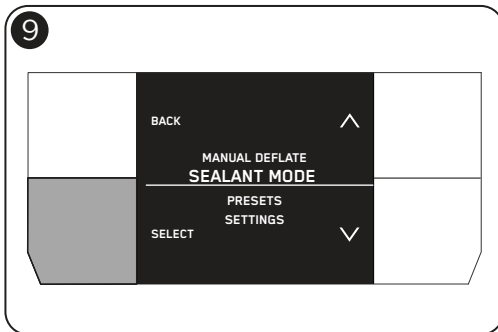 9
BACK
MANUAL DEFLATE
SEALANT MODE
PRESETS
SETTINGS
SELECT